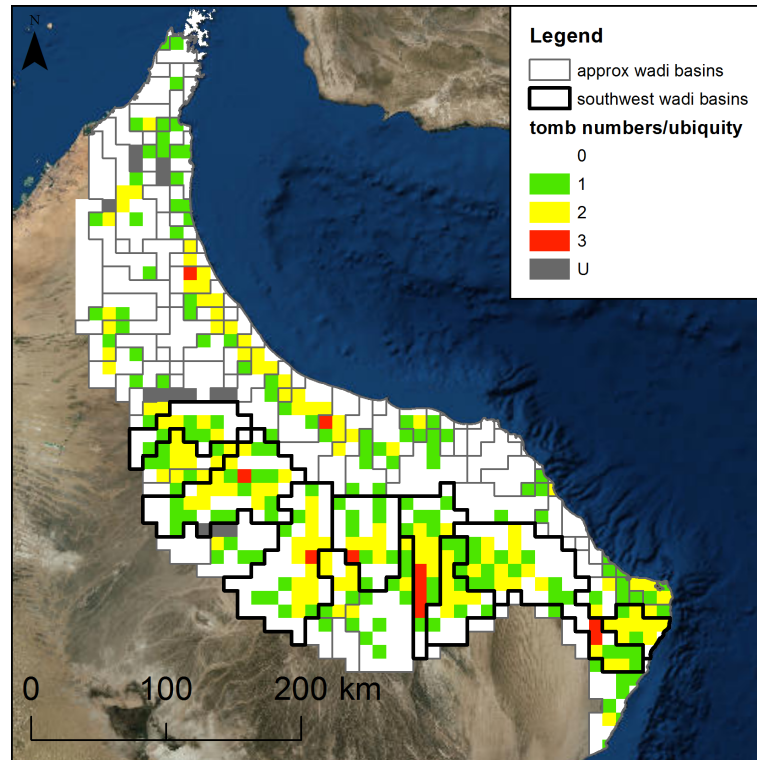 N
Legend
approx wadi basins
southwest wadi basins
tomb numbers/ubiquity
0
1
2
3
U
0 100 200 km